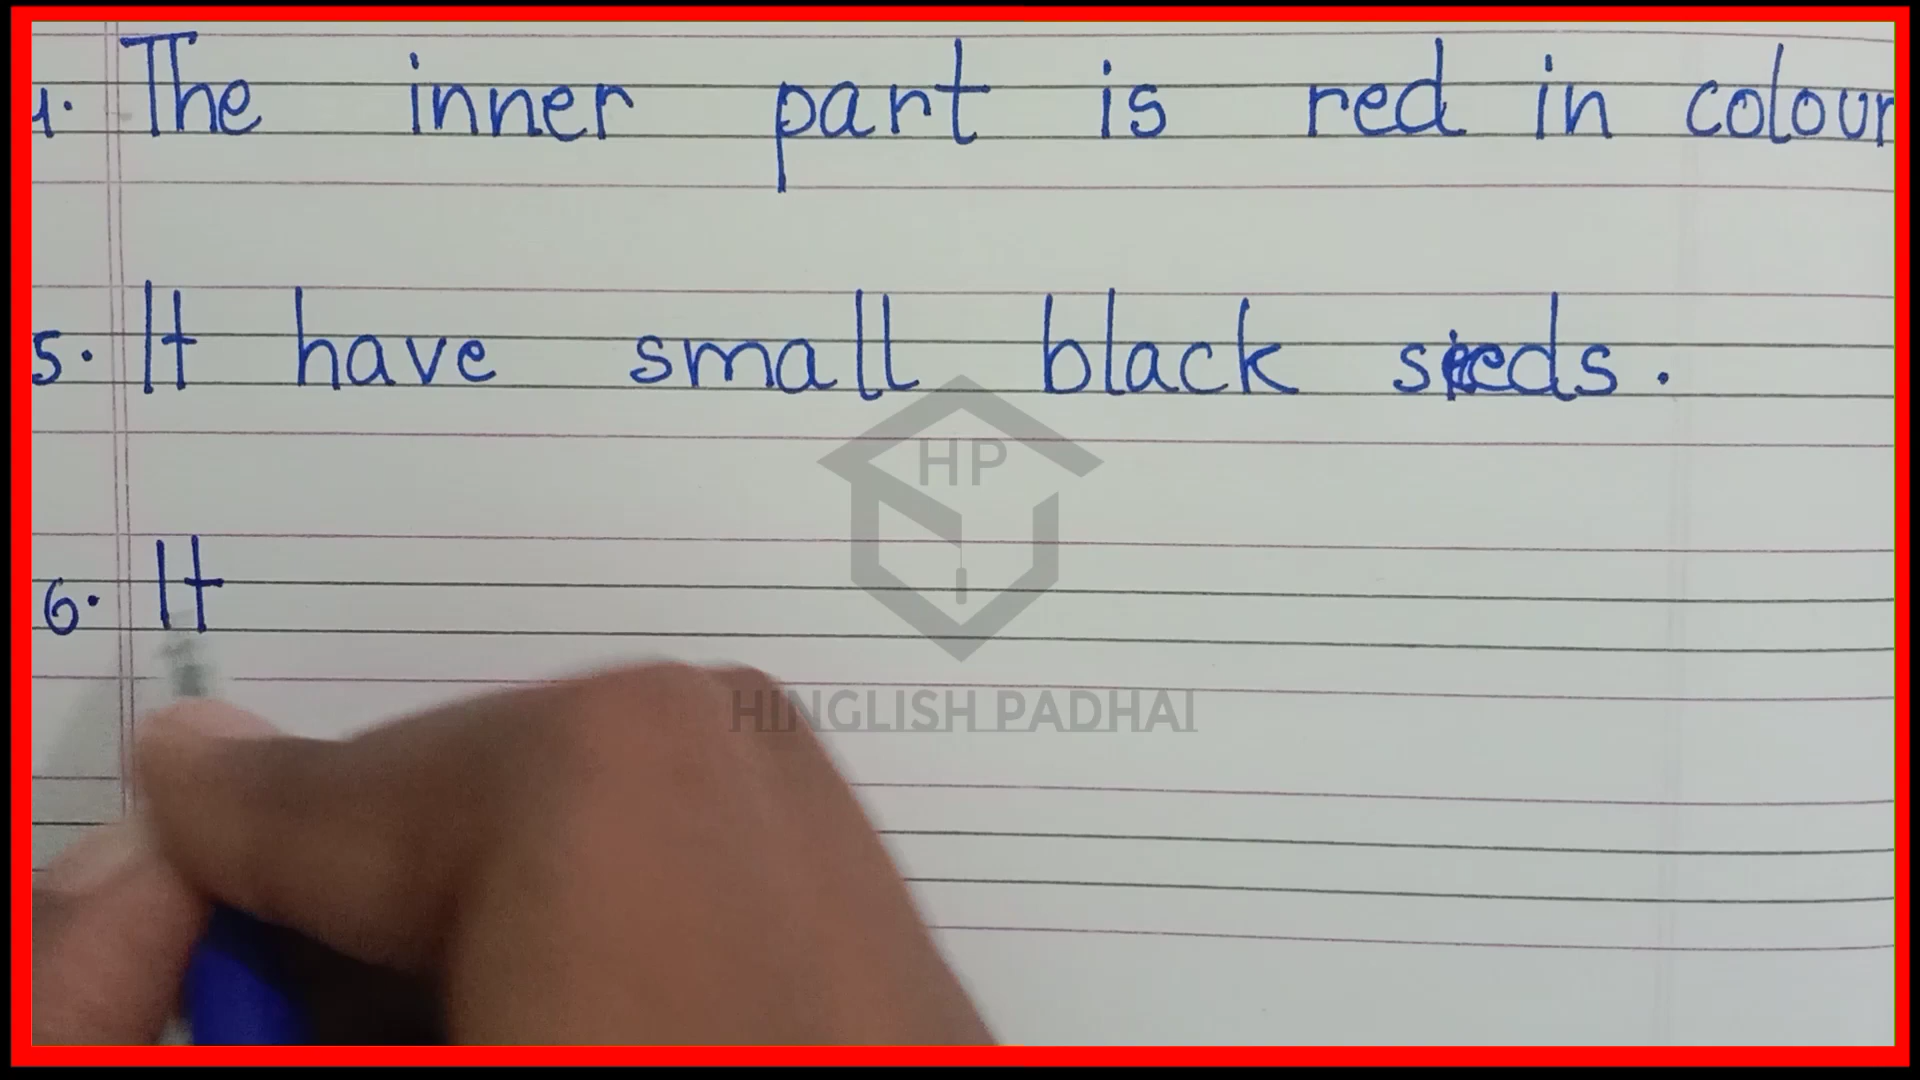 4. The inner part is red in colour
5. It have small black seeds.
HP
6. It
HINGLISH PADHAI